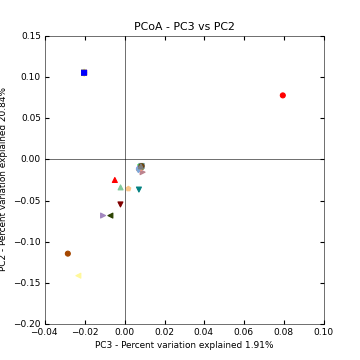 PCoA - PC3 vs PC2
0.15
0.10
0.05
0.00
−0.05
−0.10
−0.15
−0.20
PC2 - Percent variation explained 20.84%
−0.04 −0.02 0.00 0.02 0.04 0.06 0.08 0.10
PC3 - Percent variation explained 1.91%